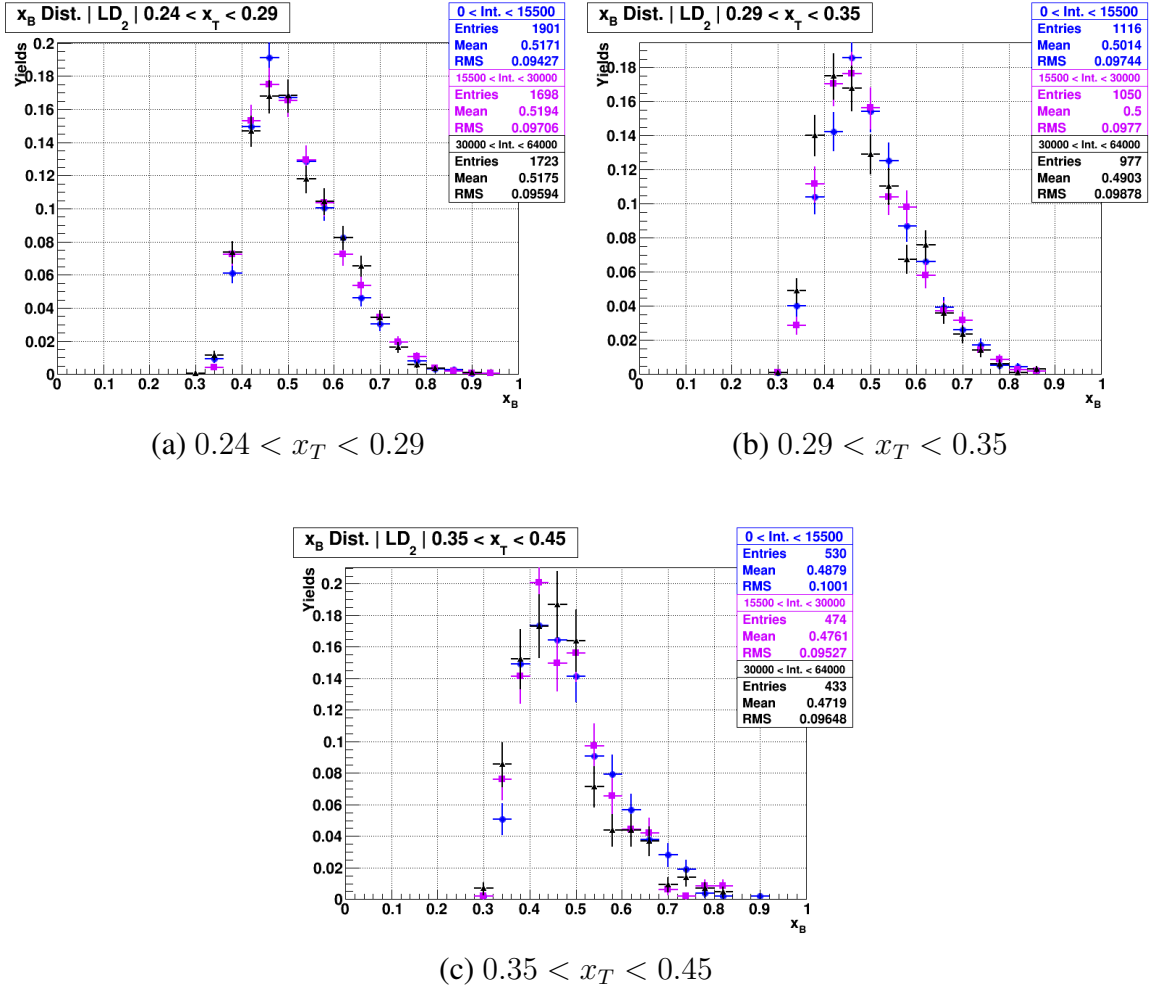 x_B Dist. | LD_2 | 0.24 < x_T < 0.29
0 < Int. < 15500
Entries 1901
Mean 0.5171
RMS 0.09427
15500 < Int. < 30000
Entries 1698
Mean 0.5194
RMS 0.09706
30000 < Int. < 64000
Entries 1723
Mean 0.5175
RMS 0.09594
Yields
0.2
0.18
0.16
0.14
0.12
0.1
0.08
0.06
0.04
0.02
0
0 0.1 0.2 0.3 0.4 0.5 0.6 0.7 0.8 0.9 1
x_B
(a) 0.24 < x_T < 0.29
x_B Dist. | LD_2 | 0.29 < x_T < 0.35
0 < Int. < 15500
Entries 1116
Mean 0.5014
RMS 0.09744
15500 < Int. < 30000
Entries 1050
Mean 0.5
RMS 0.0977
30000 < Int. < 64000
Entries 977
Mean 0.4903
RMS 0.09878
Yields
0.18
0.16
0.14
0.12
0.1
0.08
0.06
0.04
0.02
0
0 0.1 0.2 0.3 0.4 0.5 0.6 0.7 0.8 0.9 1
x_B
(b) 0.29 < x_T < 0.35
x_B Dist. | LD_2 | 0.35 < x_T < 0.45
0 < Int. < 15500
Entries 530
Mean 0.4879
RMS 0.1001
15500 < Int. < 30000
Entries 474
Mean 0.4761
RMS 0.09527
30000 < Int. < 64000
Entries 433
Mean 0.4719
RMS 0.09648
Yields
0.2
0.18
0.16
0.14
0.12
0.1
0.08
0.06
0.04
0.02
0
0 0.1 0.2 0.3 0.4 0.5 0.6 0.7 0.8 0.9 1
x_B
(c) 0.35 < x_T < 0.45